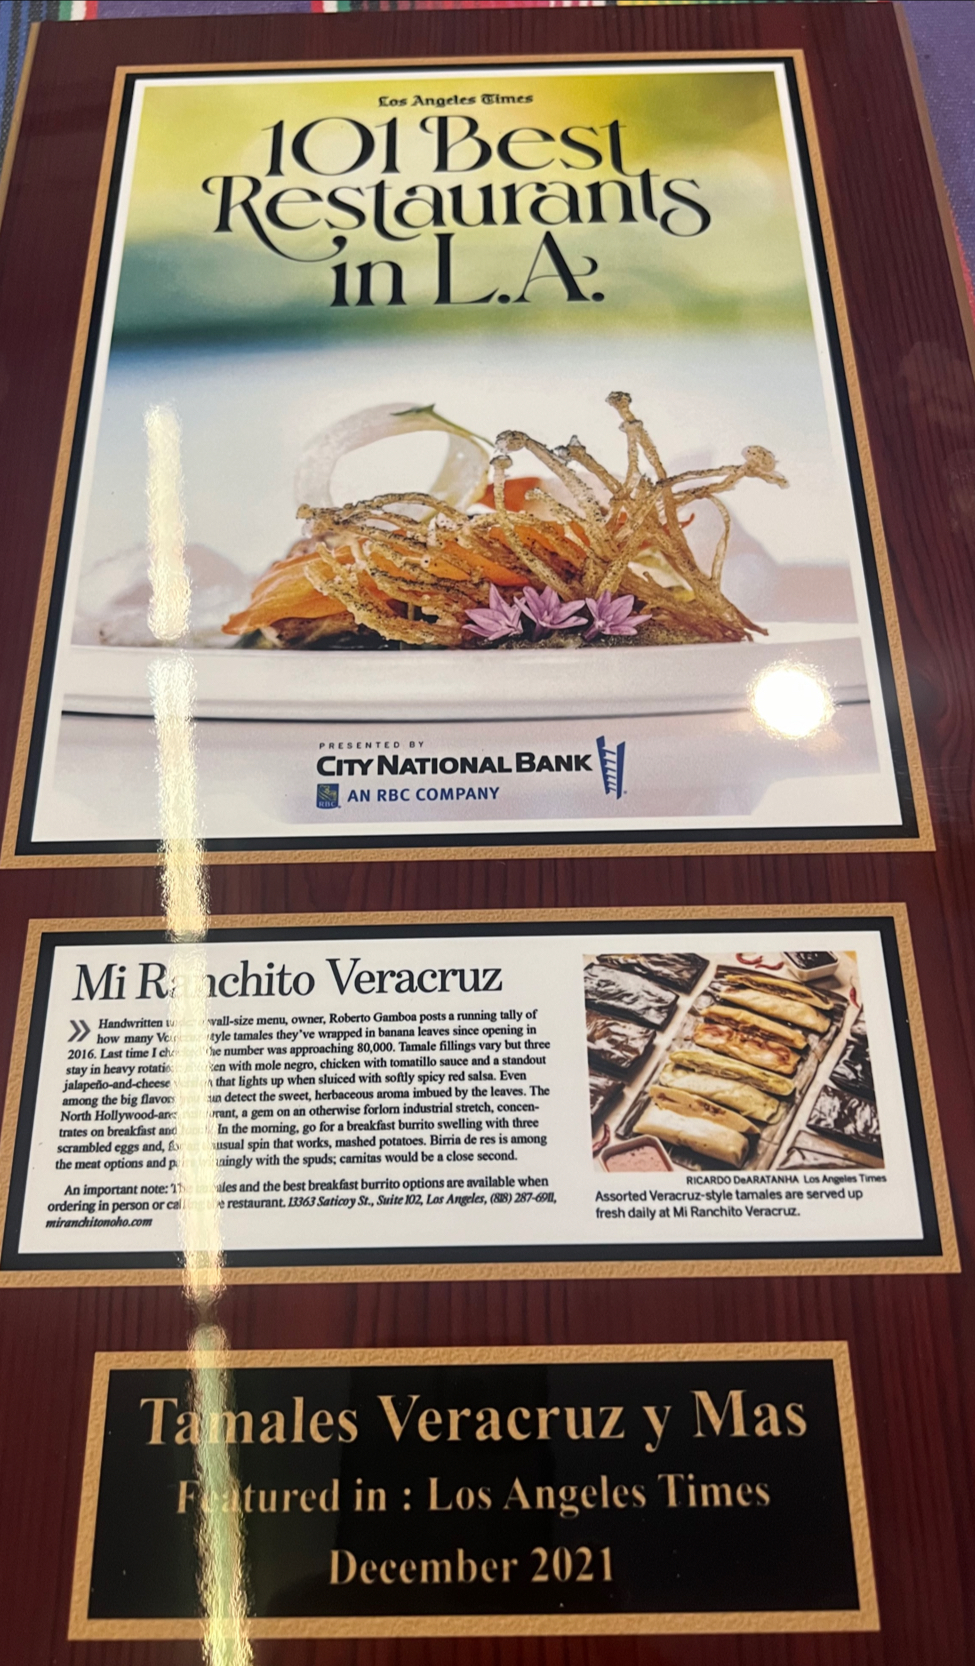 Los Angeles Times
101 Best
Restaurants
in L.A.
PRESENTED BY
CITY NATIONAL BANK
RBC AN RBC COMPANY
Mi Ranchito Veracruz
» Handwritten wall-size menu, owner, Roberto Gamboa posts a running tally of
how many style tamales they've wrapped in banana leaves since opening in
2016. Last time I the number was approaching 80,000. Tamale fillings vary but three
stay in heavy with mole negro, chicken with tomatillo sauce and a standout
jalapeño-and-cheese that lights up when sluiced with softly spicy red salsa. Even
among the big flavors you can detect the sweet, herbaceous aroma imbued by the leaves. The
North Hollywood-area restaurant, a gem on an otherwise forlorn industrial stretch, concen-
trates on breakfast and lunch. In the morning, go for a breakfast burrito swelling with three
scrambled eggs and, for an unusual spin that works, mashed potatoes. Birria de res is among
the meat options and with the spuds; carnitas would be a close second.
An important note: The tamales and the best breakfast burrito options are available when
ordering in person or calling the restaurant. 13363 Saticoy St., Suite 102, Los Angeles, (818) 287-6911,
miranchitonoho.com
RICARDO DeARATANHA Los Angeles Times
Assorted Veracruz-style tamales are served up
fresh daily at Mi Ranchito Veracruz.
Tamales Veracruz y Mas
Featured in : Los Angeles Times
December 2021